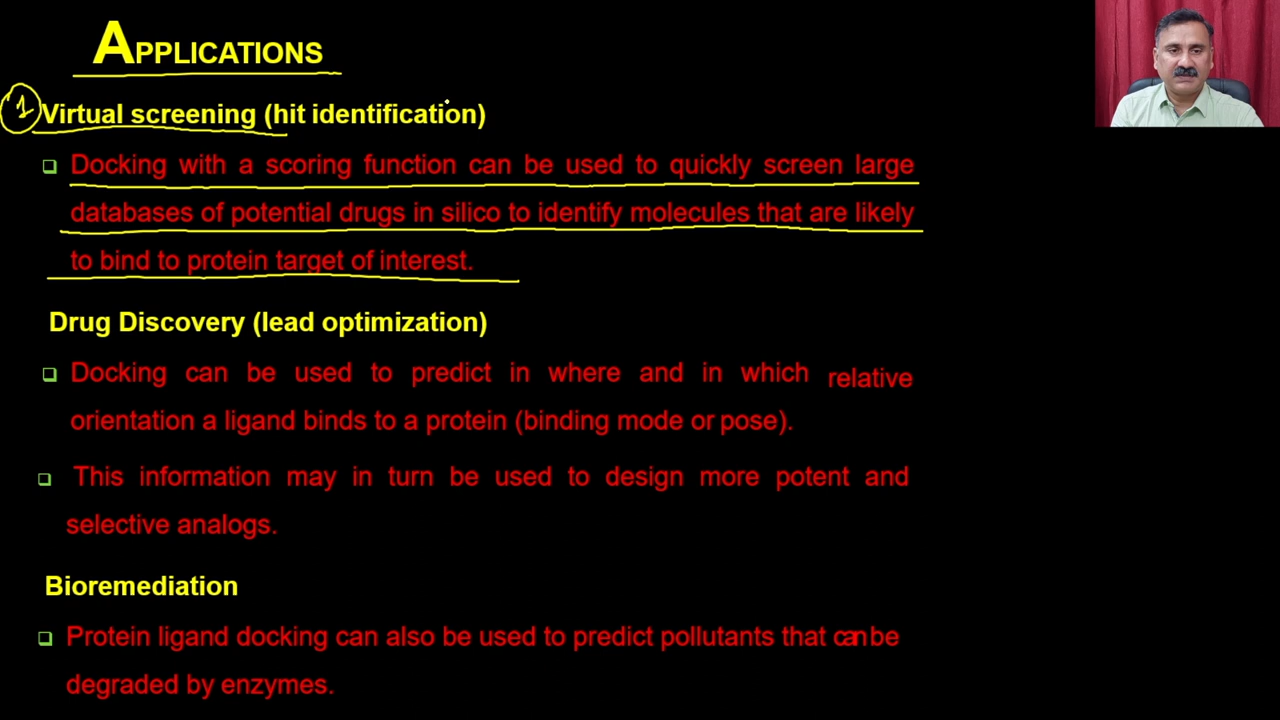 APPLICATIONS
1 Virtual screening (hit identification)
Docking with a scoring function can be used to quickly screen large
databases of potential drugs in silico to identify molecules that are likely
to bind to protein target of interest.
Drug Discovery (lead optimization)
Docking can be used to predict in where and in which relative
orientation a ligand binds to a protein (binding mode or pose).
This information may in turn be used to design more potent and
selective analogs.
Bioremediation
Protein ligand docking can also be used to predict pollutants that can be
degraded by enzymes.